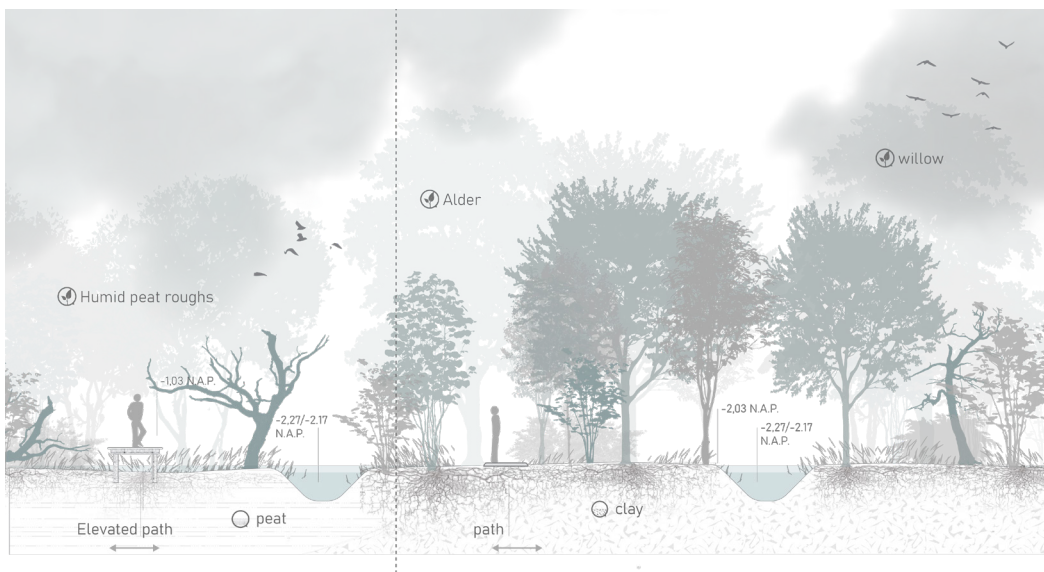 willow
Alder
Humid peat roughs
-1,03 N.A.P.
-2,03 N.A.P.
-2,27/-2.17
N.A.P.
-2,27/-2.17
N.A.P.
clay
peat
Elevated path
path